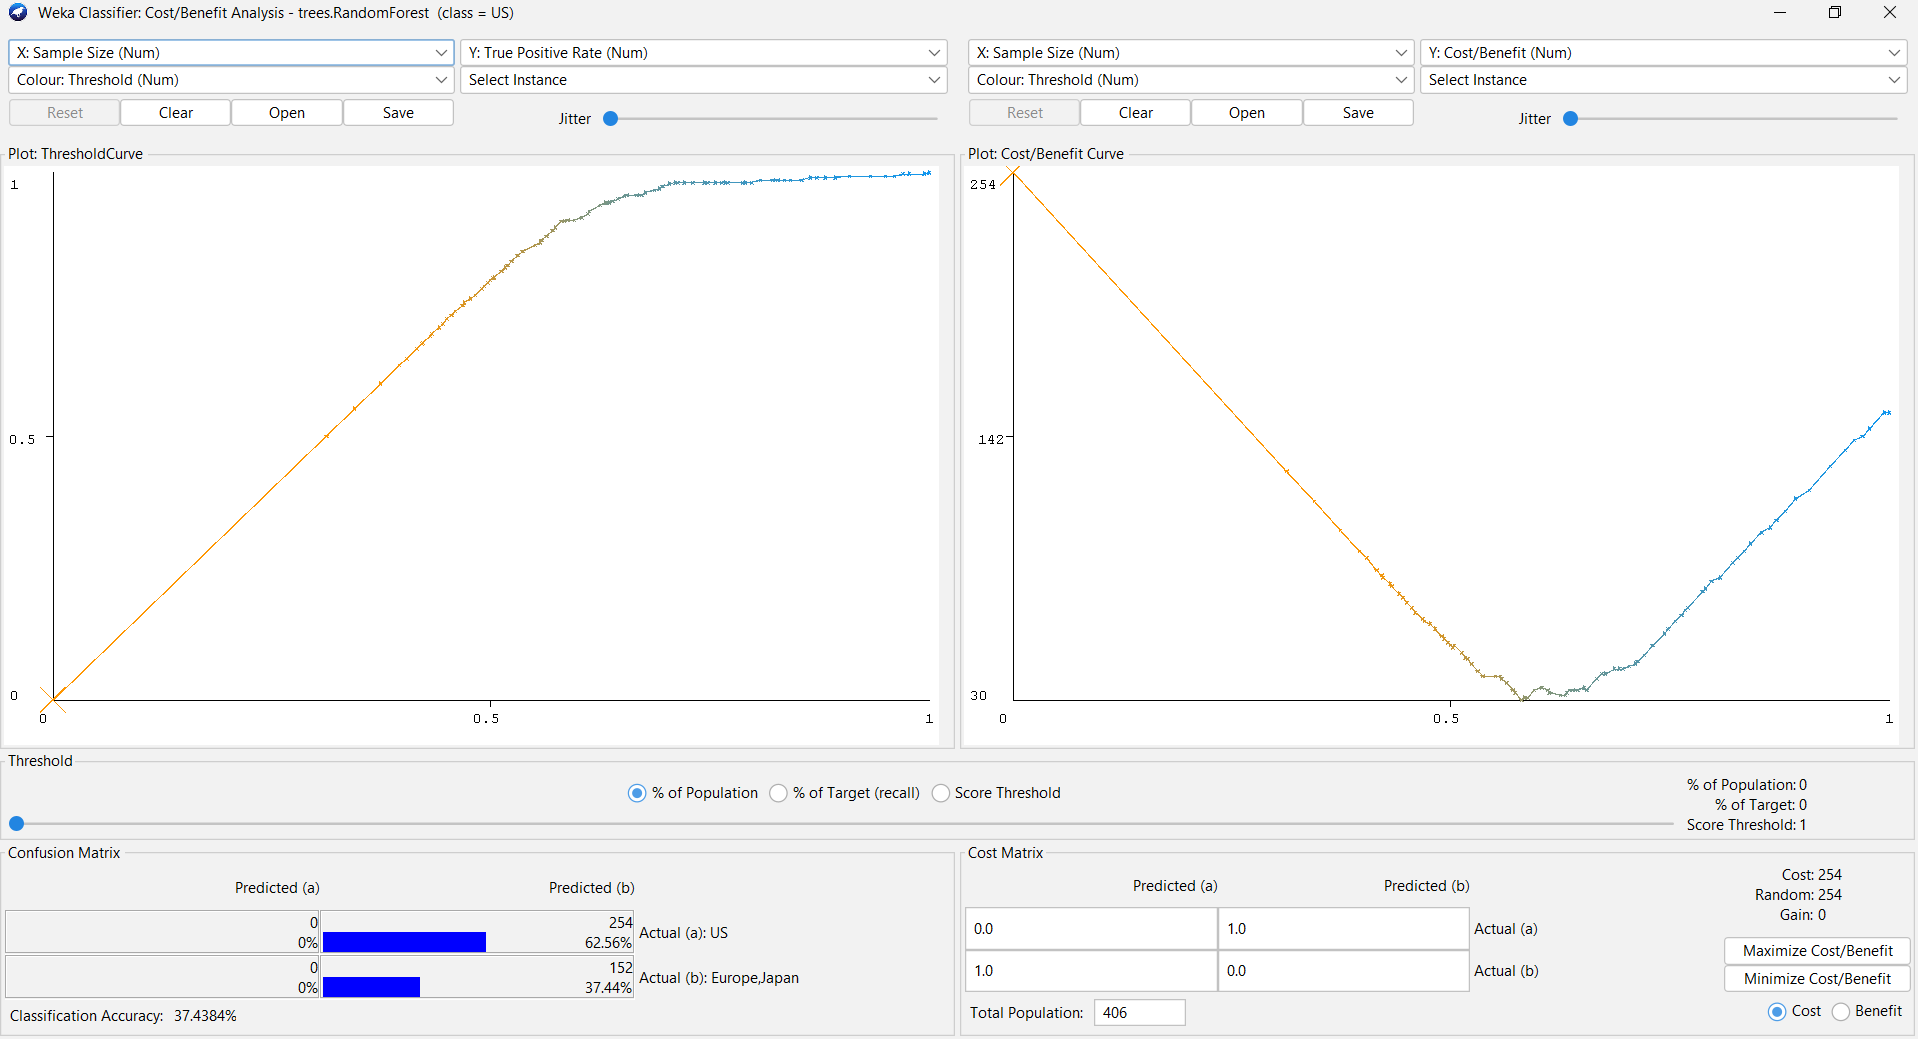 Weka Classifier: Cost/Benefit Analysis - trees.RandomForest (class = US)
X: Sample Size (Num)
Y: True Positive Rate (Num)
Colour: Threshold (Num)
Select Instance
Reset
Clear
Open
Save
Jitter
Plot: ThresholdCurve
1
0.5
0
0
0.5
1
X: Sample Size (Num)
Y: Cost/Benefit (Num)
Colour: Threshold (Num)
Select Instance
Reset
Clear
Open
Save
Jitter
Plot: Cost/Benefit Curve
254
142
30
0
0.5
1
Threshold
% of Population
% of Target (recall)
Score Threshold
% of Population: 0
% of Target: 0
Score Threshold: 1
Confusion Matrix
Predicted (a)
Predicted (b)
0
0%
254
62.56%
Actual (a): US
0
0%
152
37.44%
Actual (b): Europe,Japan
Classification Accuracy: 37.4384%
Cost Matrix
Predicted (a)
Predicted (b)
0.0
1.0
Actual (a)
1.0
0.0
Actual (b)
Total Population: 406
Cost: 254
Random: 254
Gain: 0
Maximize Cost/Benefit
Minimize Cost/Benefit
Cost
Benefit